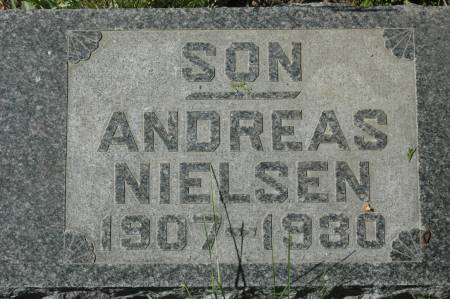 SON
ANDREAS
NIELSEN
1907-1930